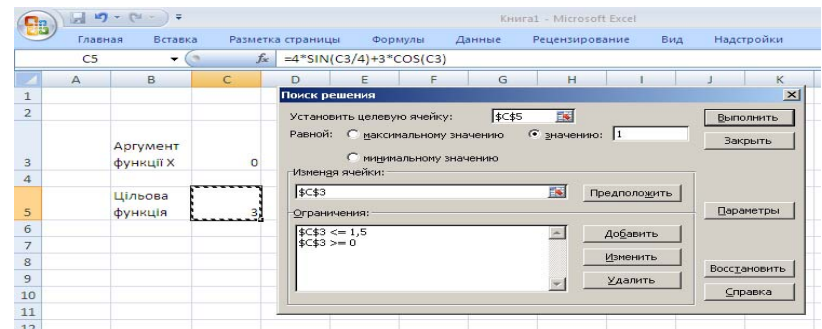 Книга1 - Microsoft Excel
Главная Вставка Разметка страницы Формулы Данные Рецензирование Вид Надстройки
C5 fx =4*SIN(C3/4)+3*COS(C3)
A B C D E F G H I J K
1
2
3 Аргумент функції X 0
4
5 Цільова функція 3
6
7
8
9
10
11
12
Поиск решения
Установить целевую ячейку: $C$5
Равной: максимальному значению значению: 1
минимальному значению
Изменяя ячейки:
$C$3 Предположить
Ограничения:
$C$3 <= 1,5
$C$3 >= 0
Добавить
Изменить
Удалить
Выполнить
Закрыть
Параметры
Восстановить
Справка